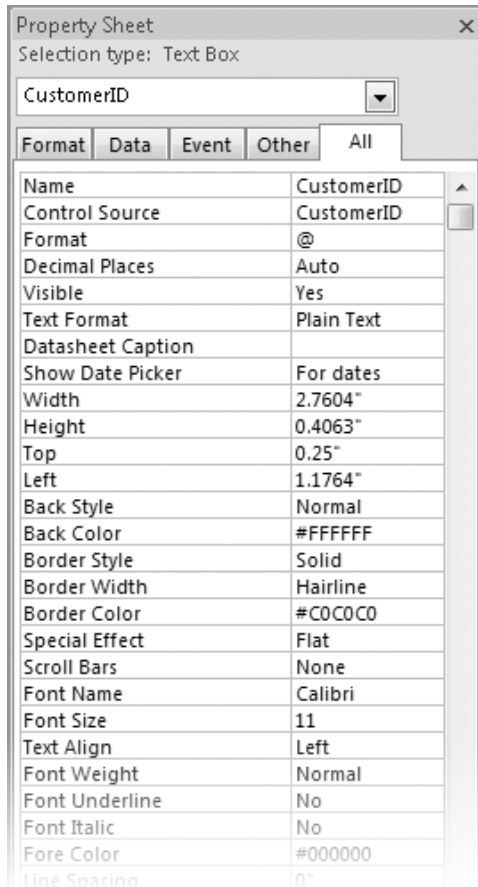 Property Sheet
Selection type: Text Box
CustomerID
Format Data Event Other All
Name CustomerID
Control Source CustomerID
Format @
Decimal Places Auto
Visible Yes
Text Format Plain Text
Datasheet Caption
Show Date Picker For dates
Width 2.7604"
Height 0.4063"
Top 0.25"
Left 1.1764"
Back Style Normal
Back Color #FFFFFF
Border Style Solid
Border Width Hairline
Border Color #C0C0C0
Special Effect Flat
Scroll Bars None
Font Name Calibri
Font Size 11
Text Align Left
Font Weight Normal
Font Underline No
Font Italic No
Fore Color #000000
Line Spacing 0"